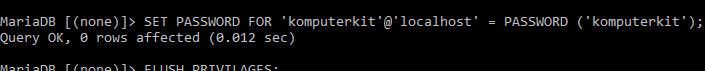 MariaDB [(none)]> SET PASSWORD FOR 'komputerkit'@'localhost' = PASSWORD ('komputerkit');
Query OK, 0 rows affected (0.012 sec)
MariaDB [(none)]> FLUSH PRIVILAGES;